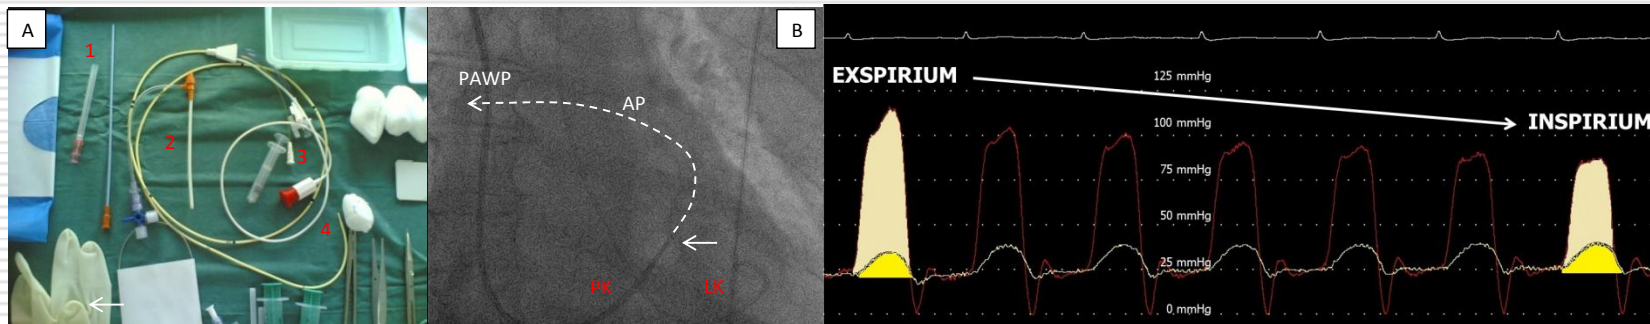 A
1
2
3
4
B
PAWP
AP
PK
LK
EXSPIRIUM
INSPIRIUM
125 mmHg
100 mmHg
75 mmHg
50 mmHg
25 mmHg
0 mmHg